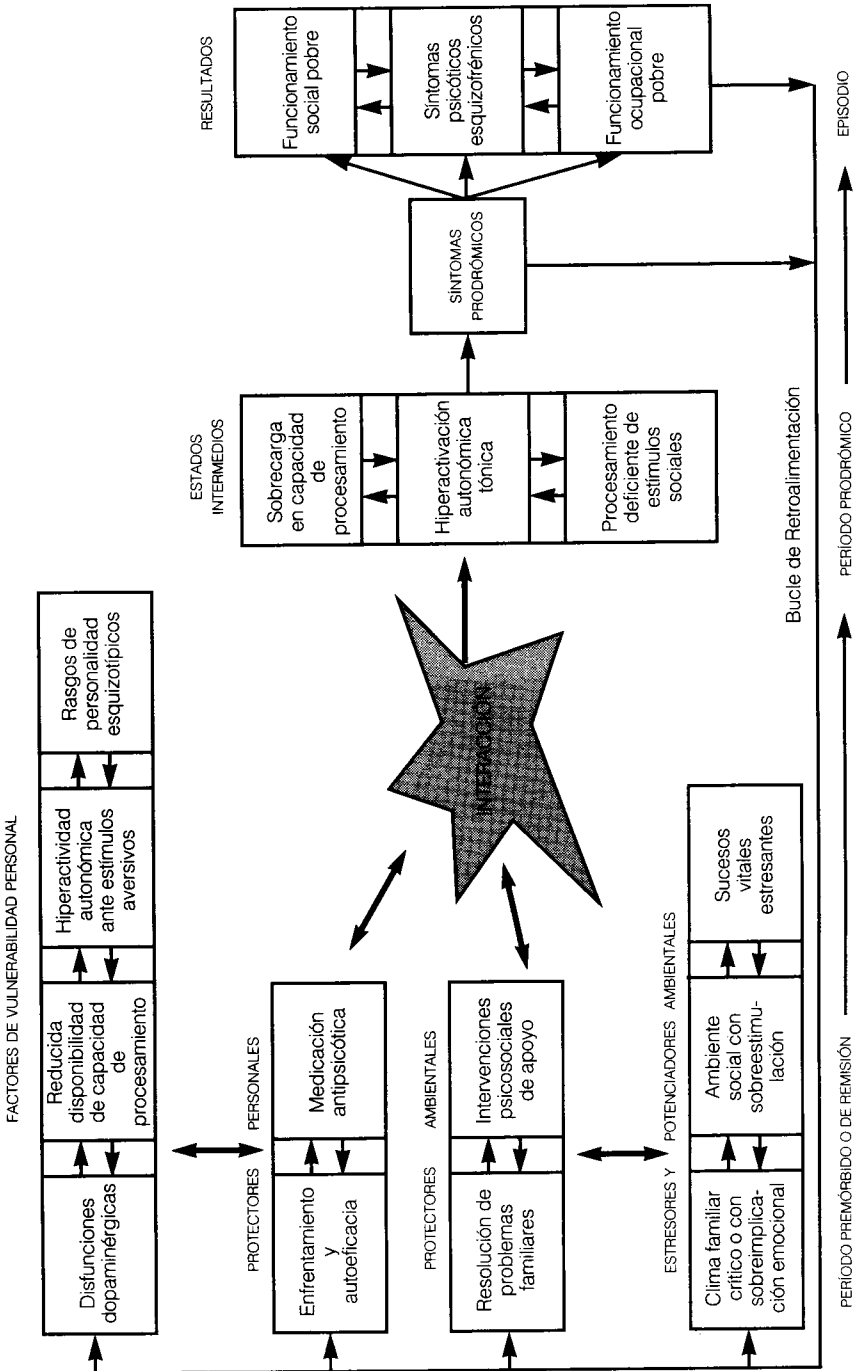 FACTORES DE VULNERABILIDAD PERSONAL
Disfunciones
dopaminérgicas
Reducida
disponibilidad
de capacidad
de
procesamiento
Hiperactividad
autonómica
ante estímulos
aversivos
Rasgos de
personalidad
esquizotípicos
PROTECTORES PERSONALES
Enfrentamiento
y
autoeficacia
Medicación
antipsicótica
PROTECTORES AMBIENTALES
Resolución de
problemas
familiares
Intervenciones
psicosociales
de apoyo
ESTRESORES Y POTENCIADORES AMBIENTALES
Clima familiar
crítico o con
sobreimplica-
ción emocional
Ambiente
social con
sobreestimu-
lación
Sucesos
vitales
estresantes
INTERACCIÓN
ESTADOS
INTERMEDIOS
Sobrecarga
en capacidad
de
procesamiento
Hiperactivación
autonómica
tónica
Procesamiento
deficiente de
estímulos
sociales
SÍNTOMAS
PRODRÓMICOS
RESULTADOS
Funcionamiento
social pobre
Síntomas
psicóticos
esquizofrénicos
Funcionamiento
ocupacional
pobre
Bucle de Retroalimentación
PERÍODO PREMÓRBIDO O DE REMISIÓN
PERÍODO PRODRÓMICO
EPISODIO